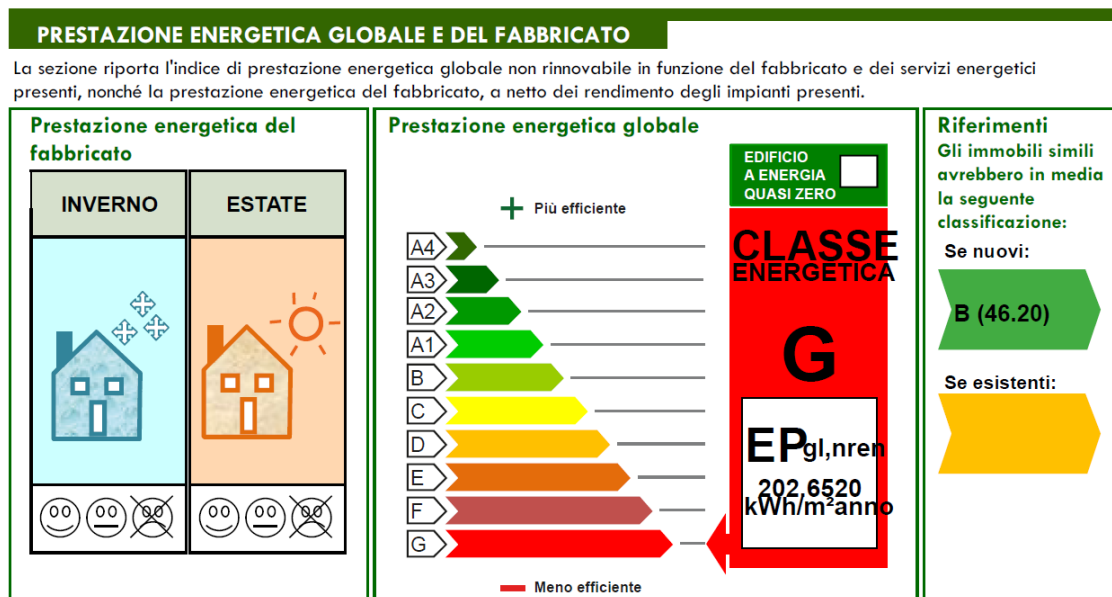 PRESTAZIONE ENERGETICA GLOBALE E DEL FABBRICATO
La sezione riporta l'indice di prestazione energetica globale non rinnovabile in funzione del fabbricato e dei servizi energetici
presenti, nonché la prestazione energetica del fabbricato, a netto dei rendimento degli impianti presenti.
Prestazione energetica del
fabbricato
INVERNO
ESTATE
Prestazione energetica globale
Più efficiente
A4
A3
A2
A1
B
C
D
E
F
G
Meno efficiente
EDIFICIO
A ENERGIA
QUASI ZERO
CLASSE
ENERGETICA
G
EPgl,nren
202.6520
kWh/m²anno
Riferimenti
Gli immobili simili
avrebbero in media
la seguente
classificazione:
Se nuovi:
B (46.20)
Se esistenti: